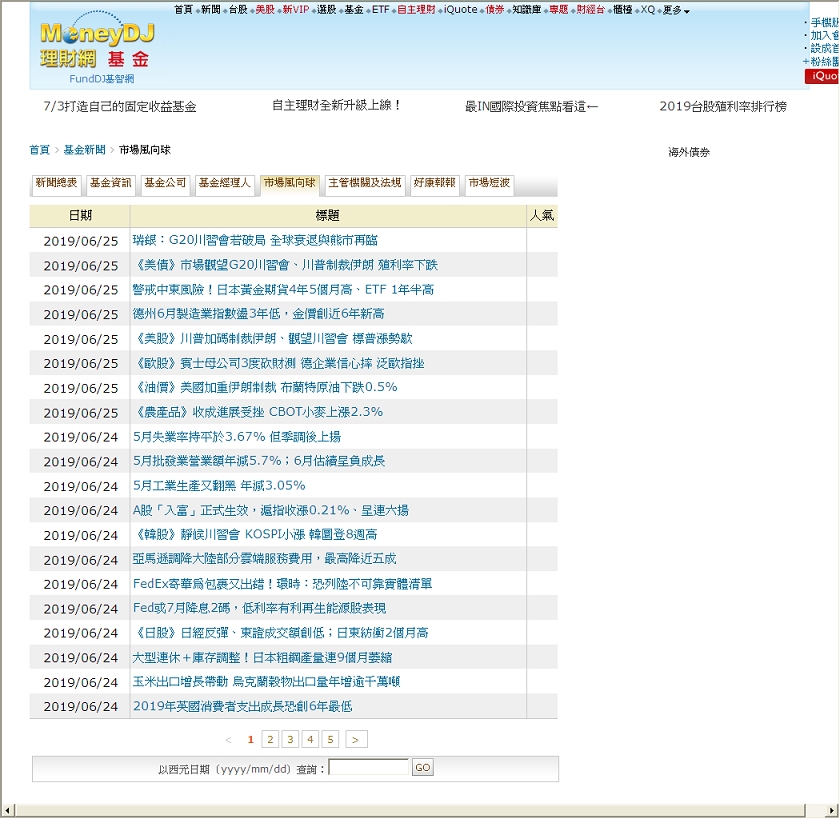 首頁 新聞 台股 美股 新VIP 選股 基金 ETF 自主理財 iQuote 債券 知識庫 專題 財經台 櫃檯 XQ 更多
MoneyDJ
理財網 基金
FundDJ基智網
· 手機
· 加入會
· 設成首
+粉絲團
iQuo
7/3打造自己的固定收益基金 自主理財全新升級上線！ 最IN國際投資焦點看這← 2019台股殖利率排行榜
首頁 > 基金新聞 > 市場風向球
海外債券
新聞總表 基金資訊 基金公司 基金經理人 市場風向球 主管機關及法規 好康報報 市場短波
日期 標題 人氣
2019/06/25 瑞銀：G20川習會若破局 全球衰退與熊市再臨
2019/06/25 《美債》市場觀望G20川習會、川普制裁伊朗 殖利率下跌
2019/06/25 警戒中東風險！日本黃金期貨4年5個月高、ETF 1年半高
2019/06/25 德州6月製造業指數盪3年低，金價創近6年新高
2019/06/25 《美股》川普加碼制裁伊朗、觀望川習會 標普漲勢歇
2019/06/25 《歐股》賓士母公司3度砍財測 德企業信心摔 泛歐指挫
2019/06/25 《油價》美國加重伊朗制裁 布蘭特原油下跌0.5%
2019/06/25 《農產品》收成進展受挫 CBOT小麥上漲2.3%
2019/06/24 5月失業率持平於3.67% 但季調後上揚
2019/06/24 5月批發業營業額年減5.7%；6月估續呈負成長
2019/06/24 5月工業生產又翻黑 年減3.05%
2019/06/24 A股「入富」正式生效，滬指收漲0.21%、呈連六揚
2019/06/24 《韓股》靜候川習會 KOSPI小漲 韓圜登8週高
2019/06/24 亞馬遜調降大陸部分雲端服務費用，最高降近五成
2019/06/24 FedEx寄華為包裹又出錯！環時：恐列陸不可靠實體清單
2019/06/24 Fed或7月降息2碼，低利率有利再生能源股表現
2019/06/24 《日股》日經反彈、東證成交額創低；日東紡衝2個月高
2019/06/24 大型連休＋庫存調整！日本粗鋼產量連9個月萎縮
2019/06/24 玉米出口增長帶動 烏克蘭穀物出口量年增逾千萬噸
2019/06/24 2019年英國消費者支出成長恐創6年最低
< 1 2 3 4 5 >
以西元日期（yyyy/mm/dd）查詢： GO